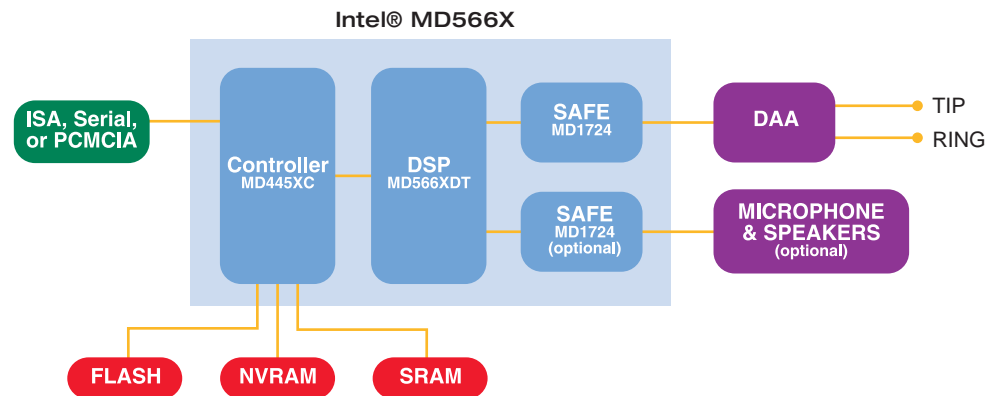 Intel® MD566X
ISA, Serial,
or PCMCIA
Controller
MD445XC
DSP
MD566XDT
SAFE
MD1724
DAA
TIP
RING
SAFE
MD1724
(optional)
MICROPHONE
& SPEAKERS
(optional)
FLASH
NVRAM
SRAM